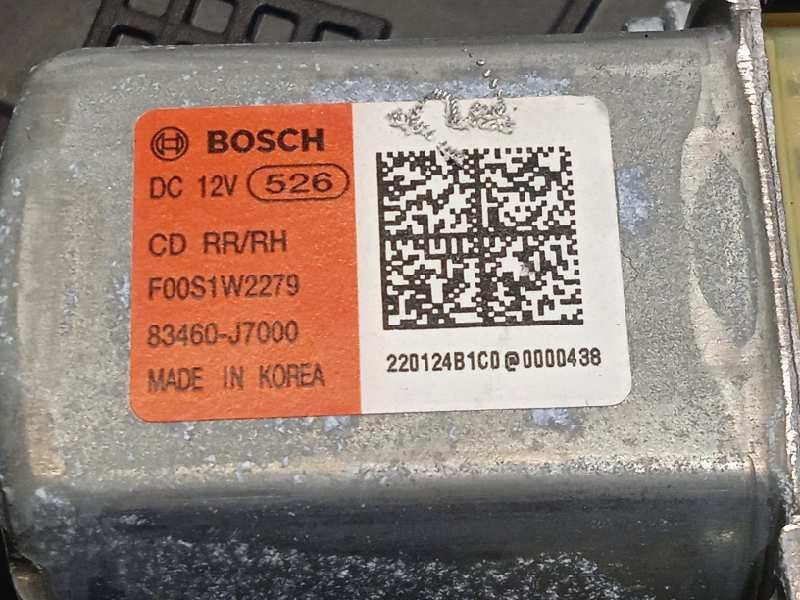 BOSCH
DC 12V 526
CD RR/RH
F00S1W2279
83460-J7000
MADE IN KOREA
220124B1C0@0000438